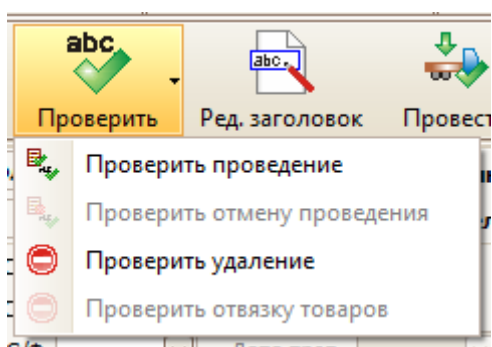 abc
abc
Проверить
Ред. заголовок
Провест
Проверить проведение
Проверить отмену проведения
Проверить удаление
Проверить отвязку товаров